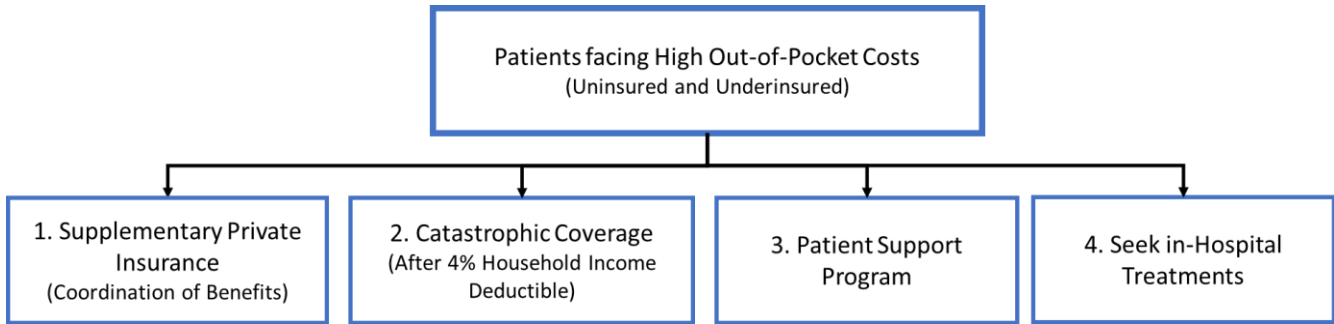 Patients facing High Out-of-Pocket Costs
(Uninsured and Underinsured)
1. Supplementary Private
Insurance
(Coordination of Benefits)
2. Catastrophic Coverage
(After 4% Household Income
Deductible)
3. Patient Support
Program
4. Seek in-Hospital
Treatments